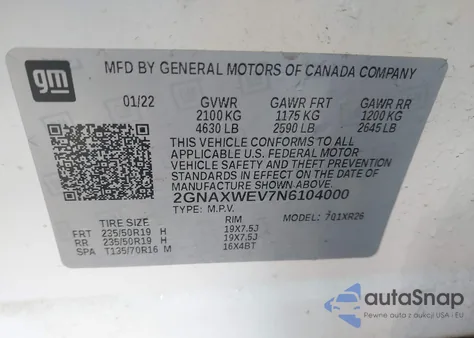 gm
MFD BY GENERAL MOTORS OF CANADA COMPANY
01/22 GVWR GAWR FRT GAWR RR
2100 KG 1175 KG 1200 KG
4630 LB 2590 LB 2645 LB
THIS VEHICLE CONFORMS TO ALL
APPLICABLE U.S. FEDERAL MOTOR
VEHICLE SAFETY AND THEFT PREVENTION
STANDARDS IN EFFECT ON THE DATE OF
MANUFACTURE SHOWN ABOVE.
2GNAXWEV7N6104000
TYPE: M.P.V. MODEL: 1XR26
TIRE SIZE RIM
FRT 235/50R19 H 19X7.5J
RR 235/50R19 H 19X7.5J
SPA T135/70R16 M 16X4BT
autoSnap
Pewne auta z aukcji USA i EU